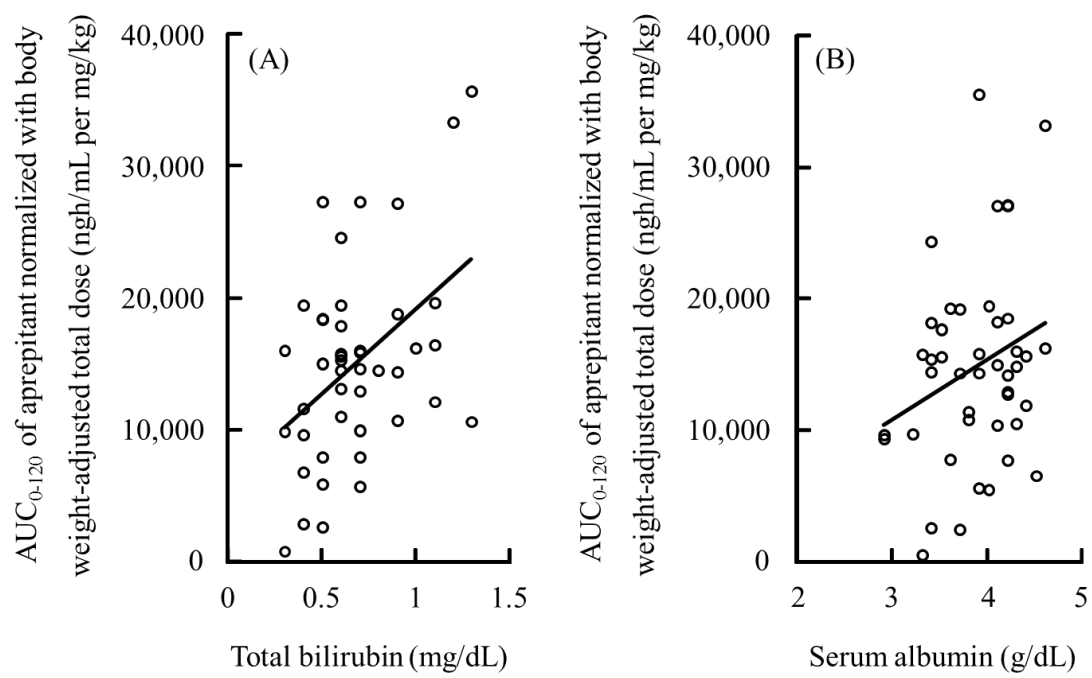 AUC0-120 of aprepitant normalized with body
weight-adjusted total dose (ngh/mL per mg/kg)
40,000
30,000
20,000
10,000
0
(A)
0
0.5
1
1.5
Total bilirubin (mg/dL)
AUC0-120 of aprepitant normalized with body
weight-adjusted total dose (ngh/mL per mg/kg)
40,000
30,000
20,000
10,000
0
(B)
2
3
4
5
Serum albumin (g/dL)